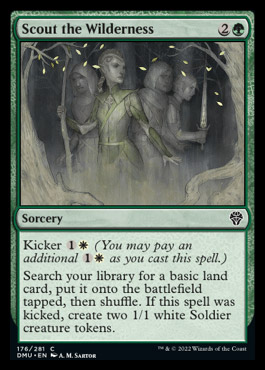 Scout the Wilderness 2
Sorcery
Kicker 1 (You may pay an
additional 1 as you cast this spell.)
Search your library for a basic land
card, put it onto the battlefield
tapped, then shuffle. If this spell was
kicked, create two 1/1 white Soldier
creature tokens.
176/281 C
DMU • EN A. M. Sartor
™ & © 2022 Wizards of the Coast